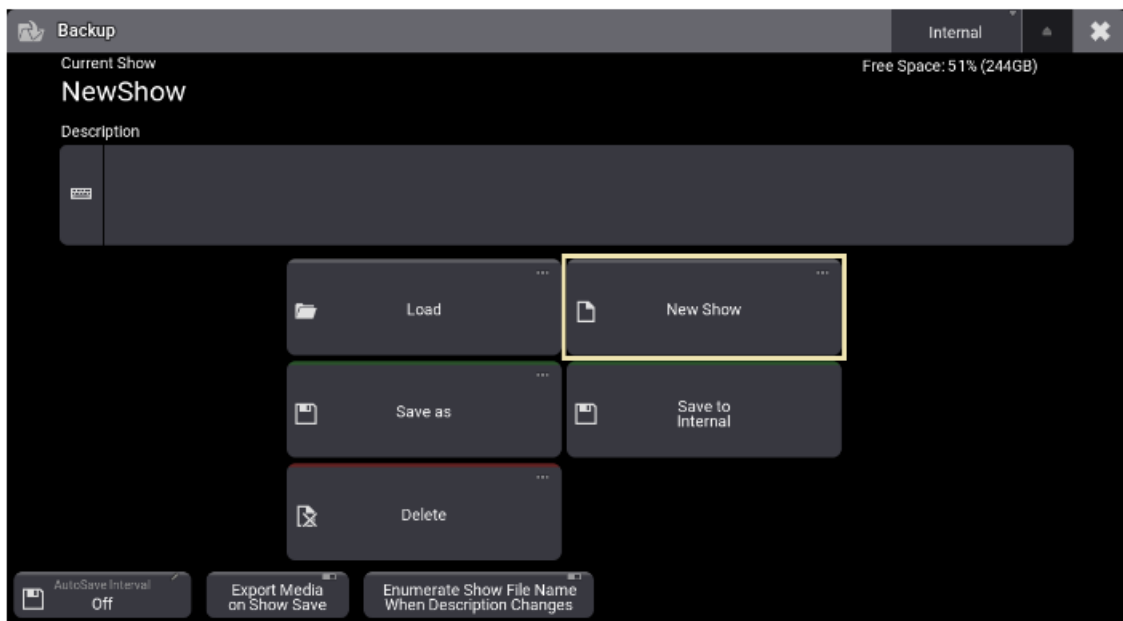 Backup
Internal
Current Show
Free Space: 51% (244GB)
NewShow
Description
Load
New Show
Save as
Save to
Internal
Delete
AutoSave Interval
Off
Export Media
on Show Save
Enumerate Show File Name
When Description Changes